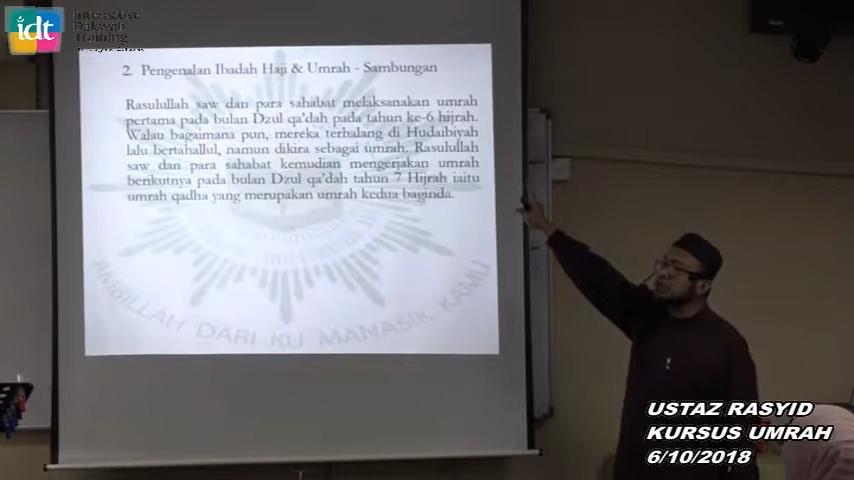 idt
Interactive
Dakwah
Training
2. Pengenalan Ibadah Haji & Umrah - Sambungan
Rasulullah saw dan para sahabat melaksanakan umrah
pertama pada bulan Dzul qa'dah pada tahun ke-6 hijrah.
Walau bagaimana pun, mereka terhalang di Hudaibiyah
lalu bertahallul, namun dikira sebagai umrah. Rasulullah
saw dan para sahabat kemudian mengerjakan umrah
berikutnya pada bulan Dzul qa'dah tahun 7 Hijrah iaitu
umrah qadha yang merupakan umrah kedua baginda.
AMBILLAH DARI KU MANASIK KAMU
USTAZ RASYID
KURSUS UMRAH
6/10/2018